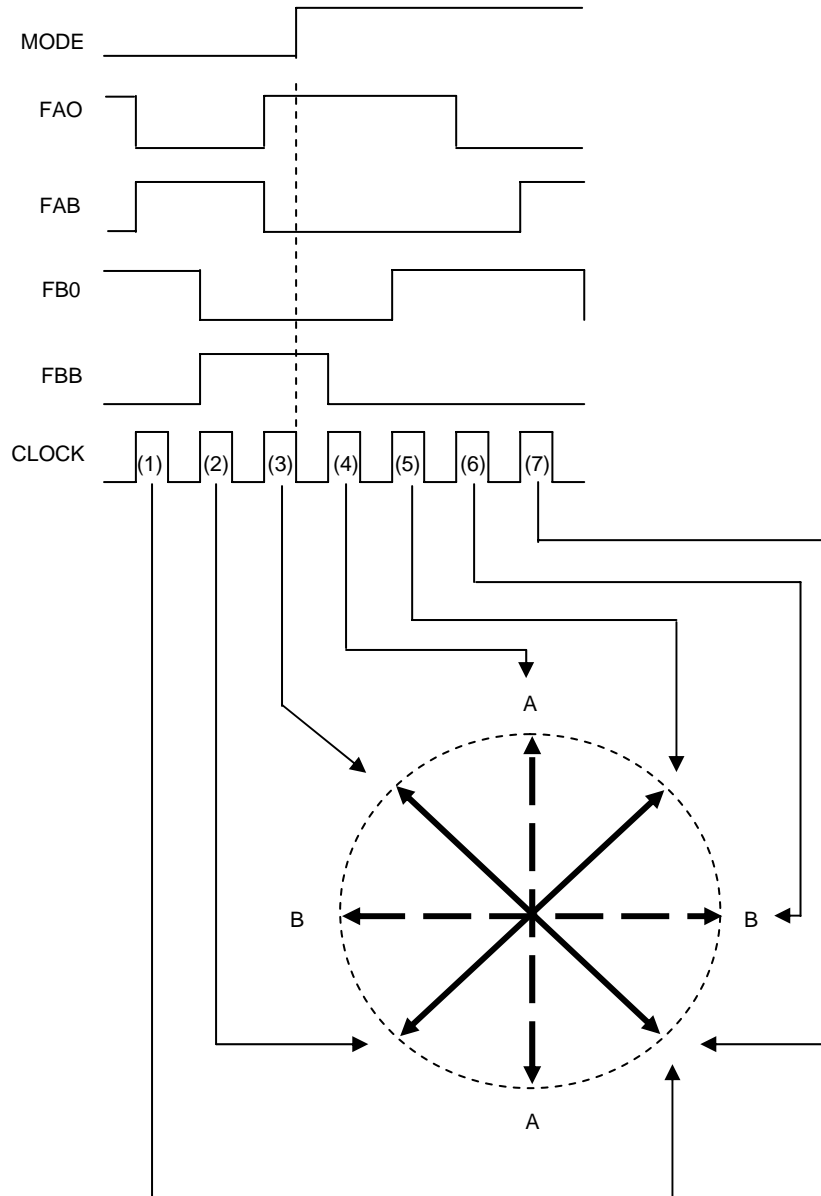 MODE
FAO
FAB
FB0
FBB
CLOCK
(1) (2) (3) (4) (5) (6) (7)
A
B B
A